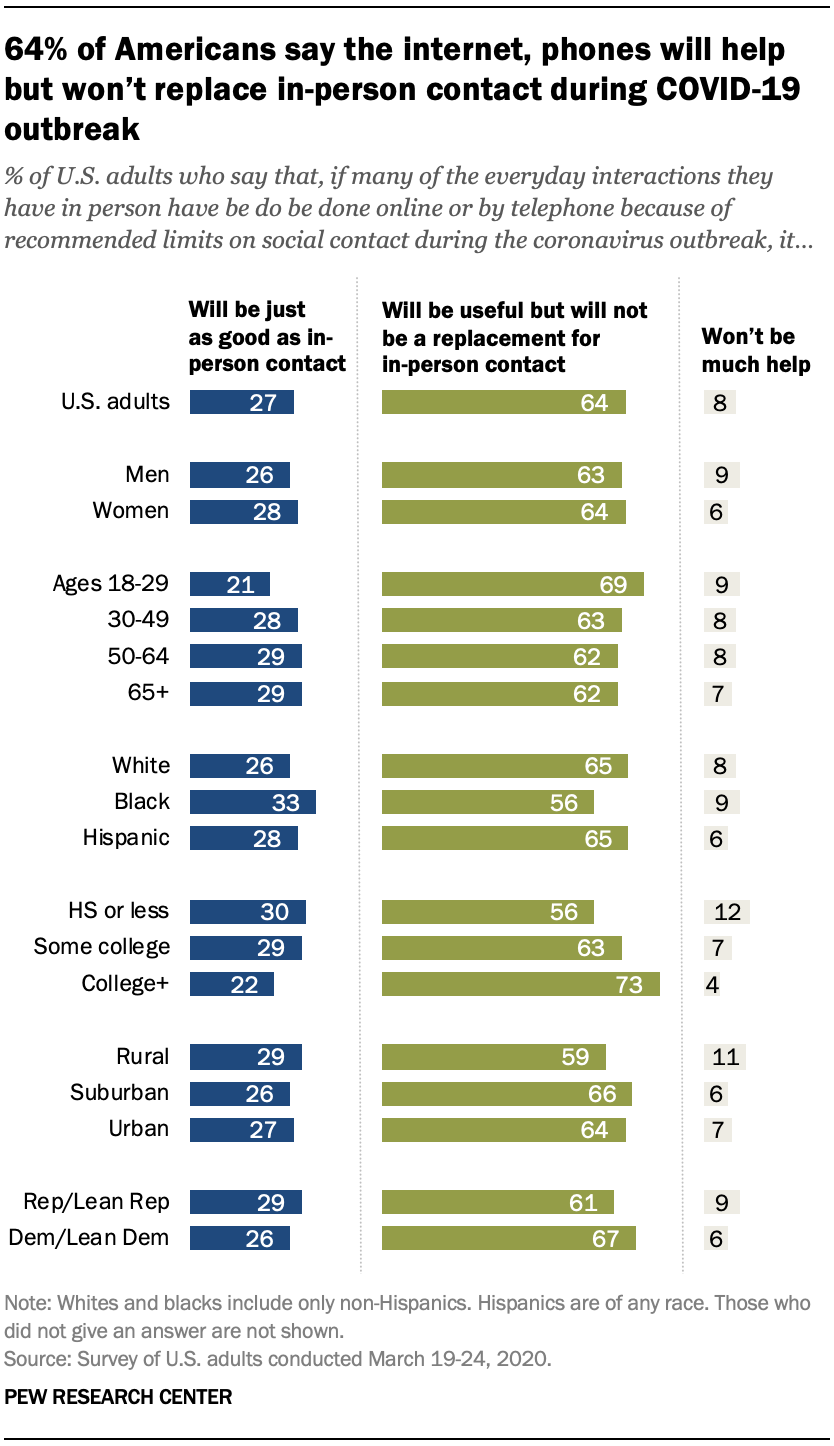 64% of Americans say the internet, phones will help
but won't replace in-person contact during COVID-19
outbreak
% of U.S. adults who say that, if many of the everyday interactions they
have in person have be do be done online or by telephone because of
recommended limits on social contact during the coronavirus outbreak, it...
Will be just
as good as in-
person contact
Will be useful but will not
be a replacement for
in-person contact
Won't be
much help
U.S. adults 27 64 8
Men 26 63 9
Women 28 64 6
Ages 18-29 21 69 9
30-49 28 63 8
50-64 29 62 8
65+ 29 62 7
White 26 65 8
Black 33 56 9
Hispanic 28 65 6
HS or less 30 56 12
Some college 29 63 7
College+ 22 73 4
Rural 29 59 11
Suburban 26 66 6
Urban 27 64 7
Rep/Lean Rep 29 61 9
Dem/Lean Dem 26 67 6
Note: Whites and blacks include only non-Hispanics. Hispanics are of any race. Those who
did not give an answer are not shown.
Source: Survey of U.S. adults conducted March 19-24, 2020.
PEW RESEARCH CENTER